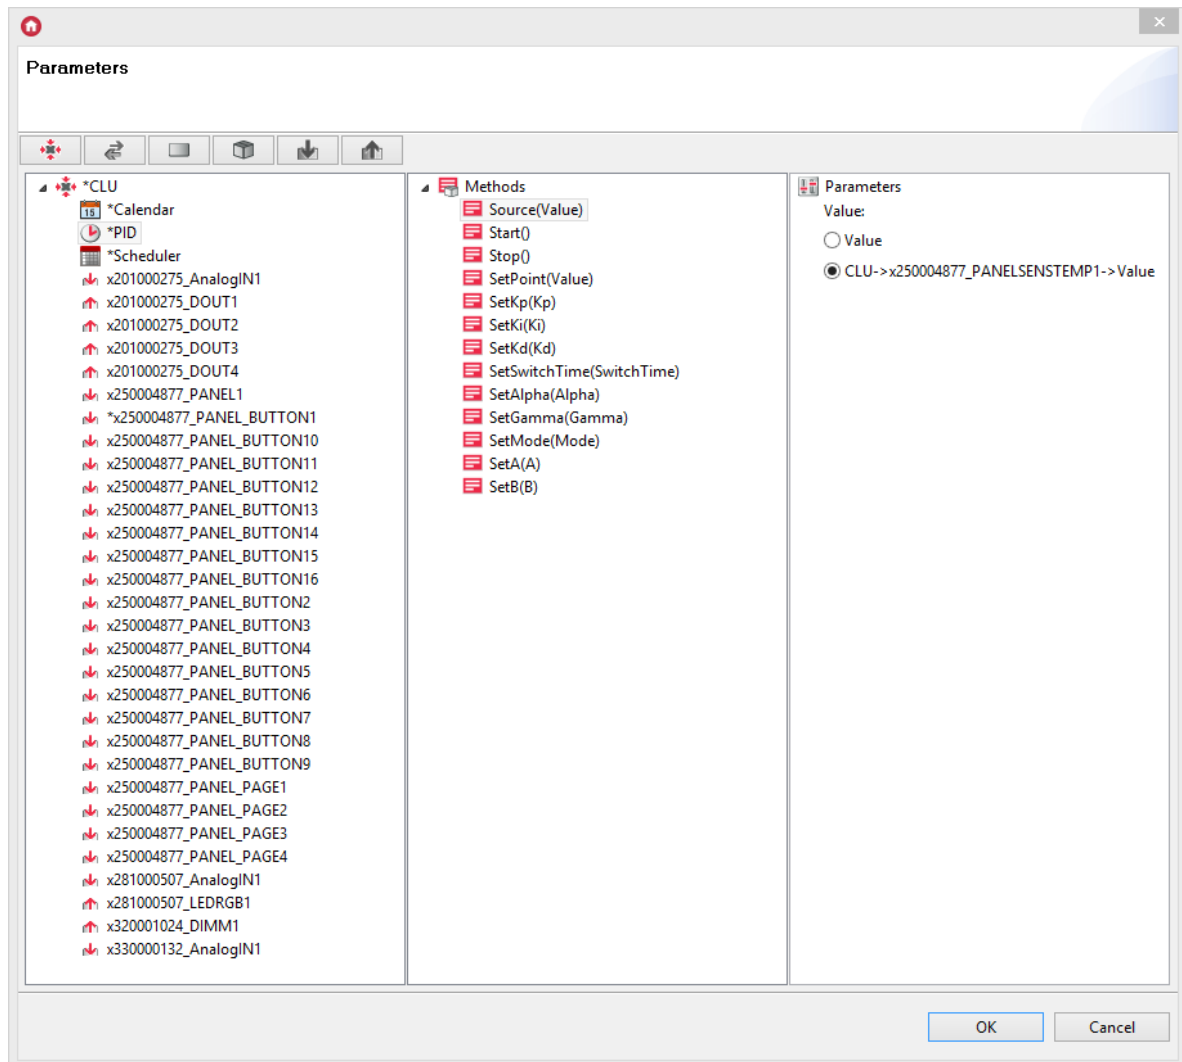 Parameters
*CLU
15 *Calendar
*PID
*Scheduler
x201000275_AnalogIN1
x201000275_DOUT1
x201000275_DOUT2
x201000275_DOUT3
x201000275_DOUT4
x250004877_PANEL1
*x250004877_PANEL_BUTTON1
x250004877_PANEL_BUTTON10
x250004877_PANEL_BUTTON11
x250004877_PANEL_BUTTON12
x250004877_PANEL_BUTTON13
x250004877_PANEL_BUTTON14
x250004877_PANEL_BUTTON15
x250004877_PANEL_BUTTON16
x250004877_PANEL_BUTTON2
x250004877_PANEL_BUTTON3
x250004877_PANEL_BUTTON4
x250004877_PANEL_BUTTON5
x250004877_PANEL_BUTTON6
x250004877_PANEL_BUTTON7
x250004877_PANEL_BUTTON8
x250004877_PANEL_BUTTON9
x250004877_PANEL_PAGE1
x250004877_PANEL_PAGE2
x250004877_PANEL_PAGE3
x250004877_PANEL_PAGE4
x281000507_AnalogIN1
x281000507_LEDRGB1
x320001024_DIMM1
x330000132_AnalogIN1
Methods
Source(Value)
Start()
Stop()
SetPoint(Value)
SetKp(Kp)
SetKi(Ki)
SetKd(Kd)
SetSwitchTime(SwitchTime)
SetAlpha(Alpha)
SetGamma(Gamma)
SetMode(Mode)
SetA(A)
SetB(B)
Parameters
Value:
Value
CLU->x250004877_PANELSENSTEMP1->Value
OK
Cancel